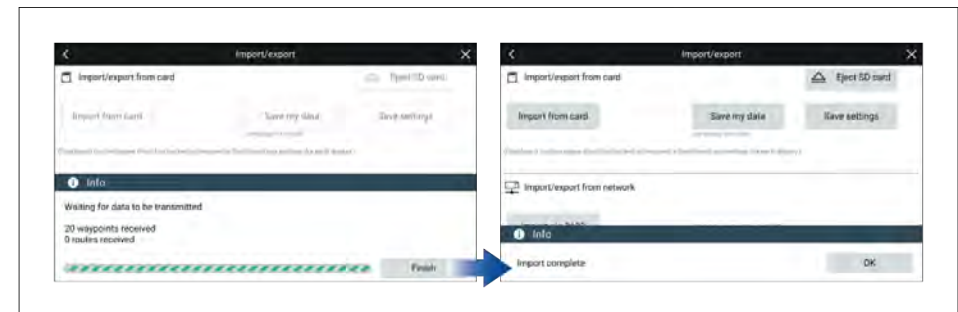 Import/export
Import/export from card
Eject SD card
Import from card
Save my data
Save settings
Info
Waiting for data to be transmitted
20 waypoints received
0 routes received
Finish
Import/export
Import/export from card
Eject SD card
Import from card
Save my data
Save settings
Import/export from network
Info
Import complete
OK